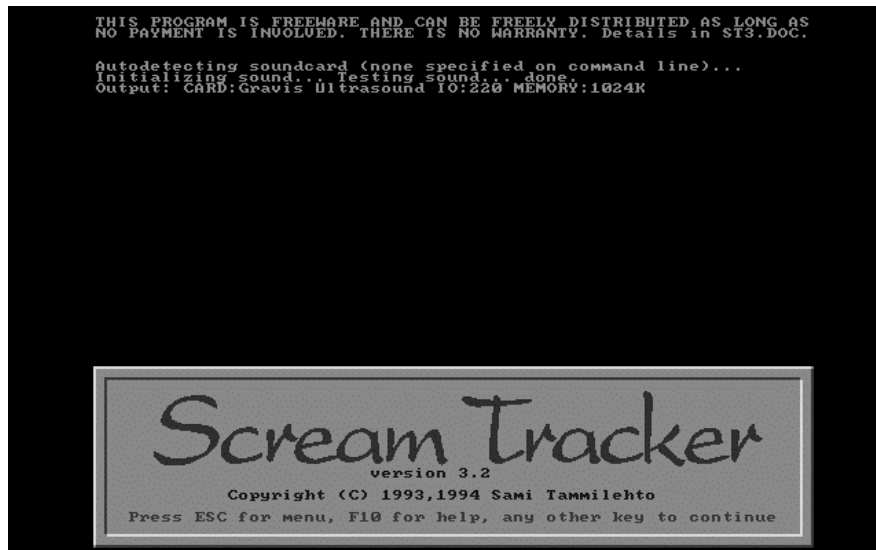 THIS PROGRAM IS FREEWARE AND CAN BE FREELY DISTRIBUTED AS LONG AS
NO PAYMENT IS INVOLVED. THERE IS NO WARRANTY. Details in ST3.DOC.
Autodetecting soundcard (none specified on command line)...
Initializing sound... Testing sound... done.
Output: CARD:Gravis Ultrasound IO:220 MEMORY:1024K
Scream Tracker
version 3.2
Copyright (C) 1993,1994 Sami Tammilehto
Press ESC for menu, F10 for help, any other key to continue